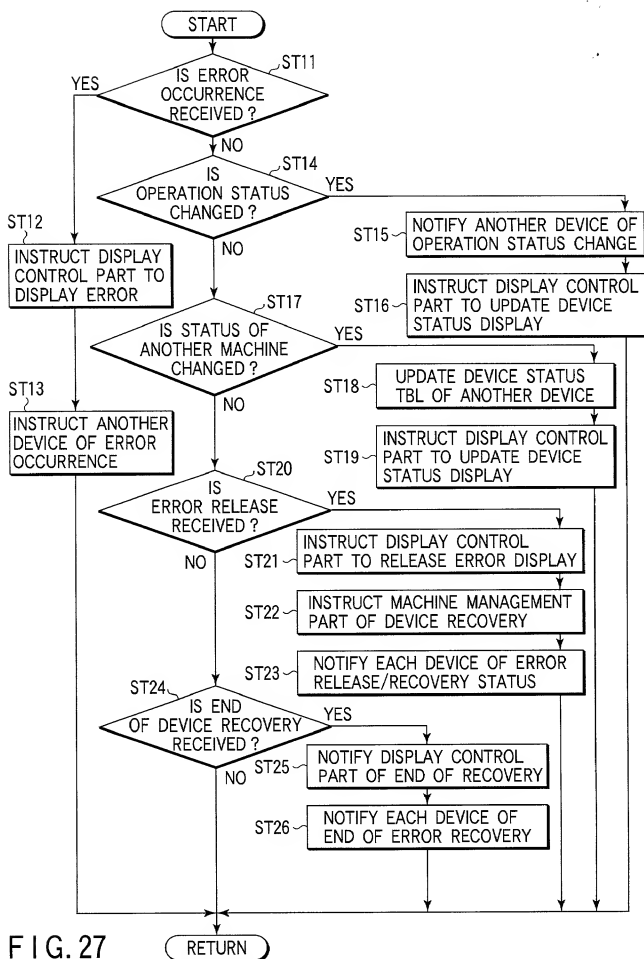 START
ST11
IS ERROR
OCCURRENCE
RECEIVED ?
YES
NO
ST14
IS
OPERATION STATUS
CHANGED ?
YES
NO
ST12
INSTRUCT DISPLAY
CONTROL PART TO
DISPLAY ERROR
ST15
NOTIFY ANOTHER DEVICE OF
OPERATION STATUS CHANGE
ST16
INSTRUCT DISPLAY CONTROL
PART TO UPDATE DEVICE
STATUS DISPLAY
ST17
IS STATUS OF
ANOTHER MACHINE
CHANGED ?
YES
NO
ST18
UPDATE DEVICE STATUS
TBL OF ANOTHER DEVICE
ST13
INSTRUCT ANOTHER
DEVICE OF ERROR
OCCURRENCE
ST19
INSTRUCT DISPLAY CONTROL
PART TO UPDATE DEVICE
STATUS DISPLAY
ST20
IS
ERROR RELEASE
RECEIVED ?
YES
NO
ST21
INSTRUCT DISPLAY CONTROL
PART TO RELEASE ERROR DISPLAY
ST22
INSTRUCT MACHINE MANAGEMENT
PART OF DEVICE RECOVERY
ST23
NOTIFY EACH DEVICE OF ERROR
RELEASE/RECOVERY STATUS
ST24
IS END
OF DEVICE RECOVERY
RECEIVED ?
YES
NO
ST25
NOTIFY DISPLAY CONTROL
PART OF END OF RECOVERY
ST26
NOTIFY EACH DEVICE OF
END OF ERROR RECOVERY
FIG. 27
RETURN